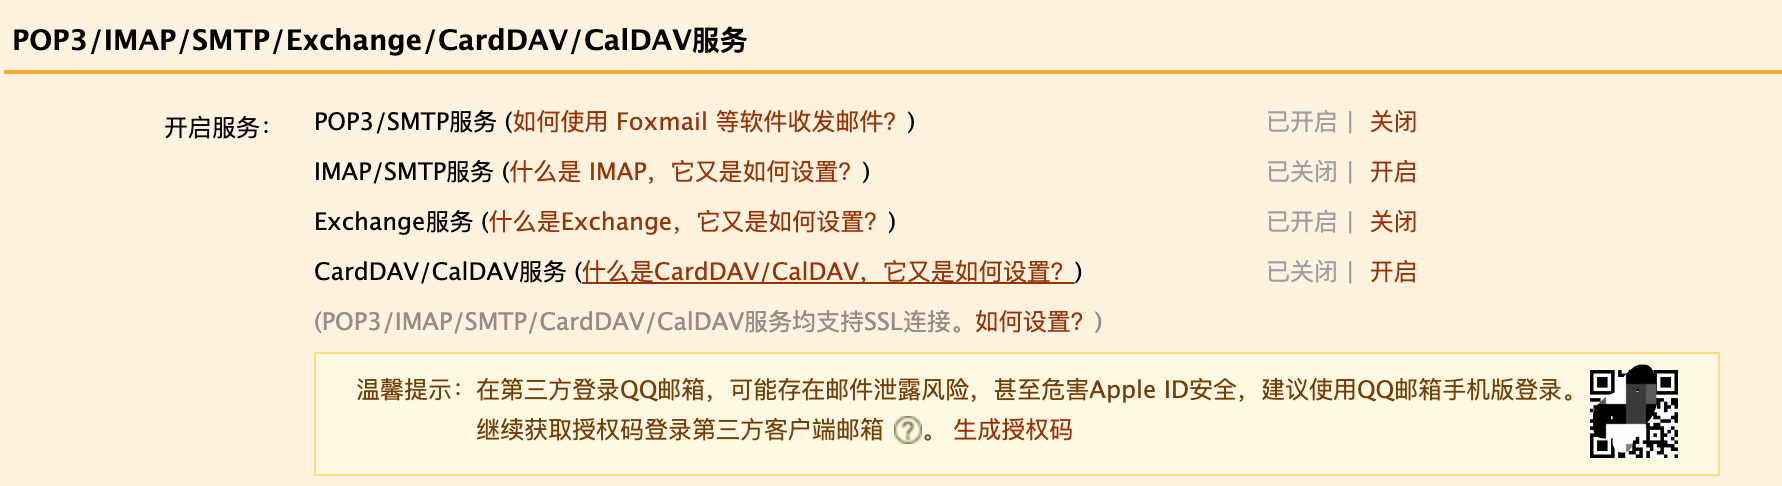 POP3/IMAP/SMTP/Exchange/CardDAV/CalDAV服务
开启服务： POP3/SMTP服务 (如何使用 Foxmail 等软件收发邮件？) 已开启 | 关闭
IMAP/SMTP服务 (什么是 IMAP，它又是如何设置？) 已关闭 | 开启
Exchange服务 (什么是Exchange，它又是如何设置？) 已开启 | 关闭
CardDAV/CalDAV服务 (什么是CardDAV/CalDAV，它又是如何设置？) 已关闭 | 开启
(POP3/IMAP/SMTP/CardDAV/CalDAV服务均支持SSL连接。如何设置？)
温馨提示：在第三方登录QQ邮箱，可能存在邮件泄露风险，甚至危害Apple ID安全，建议使用QQ邮箱手机版登录。
继续获取授权码登录第三方客户端邮箱 ?。 生成授权码